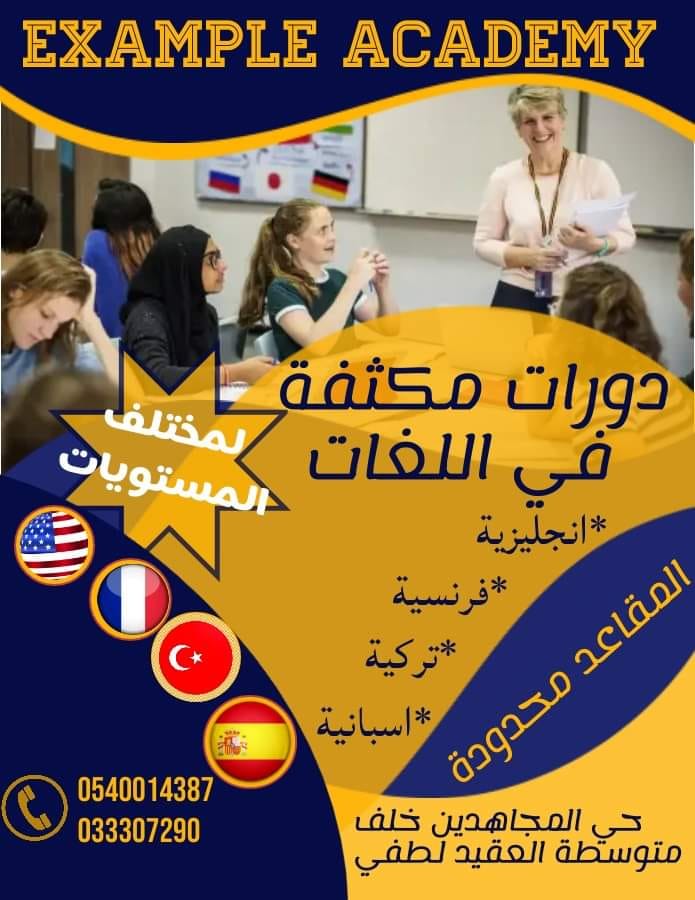 EXAMPLE ACADEMY
دورات مكثفة
في اللغات
لمختلف
المستويات
*انجليزية
*فرنسية
*تركية
*اسبانية
المقاعد محدودة
0540014387
033307290
حي المجاهدين خلف
متوسطة العقيد لطفي